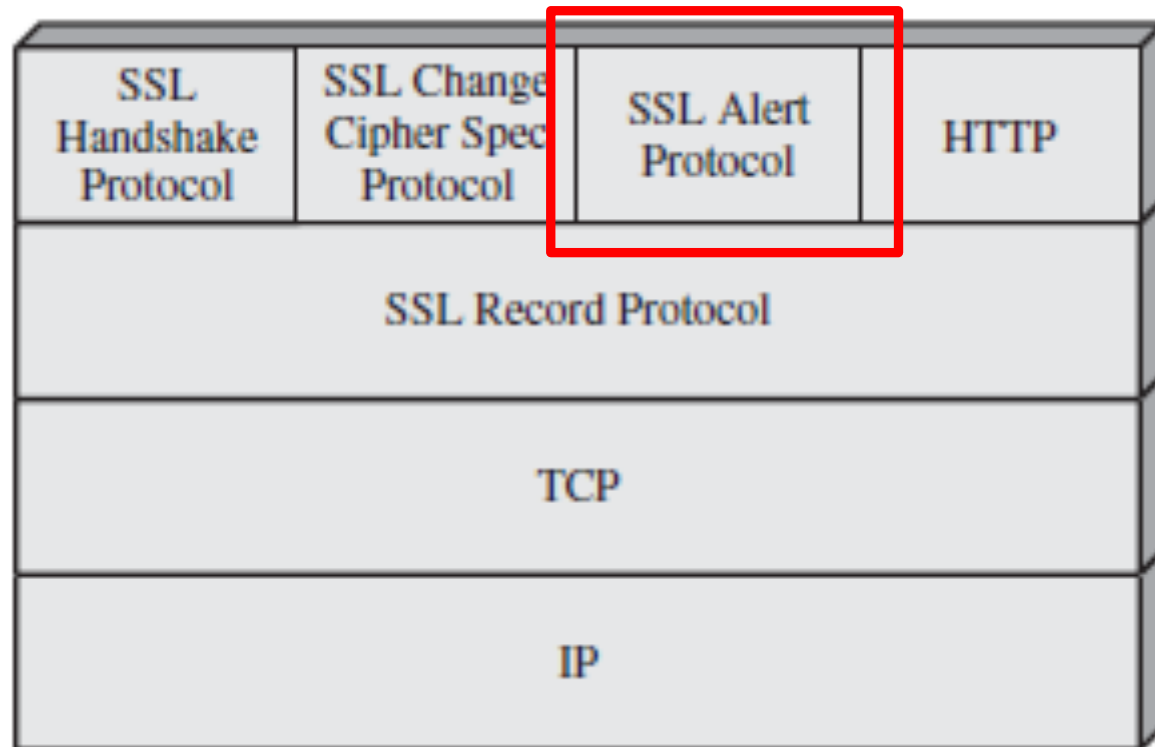 SSL
Handshake
Protocol
SSL Change
Cipher Spec
Protocol
SSL Alert
Protocol
HTTP
SSL Record Protocol
TCP
IP